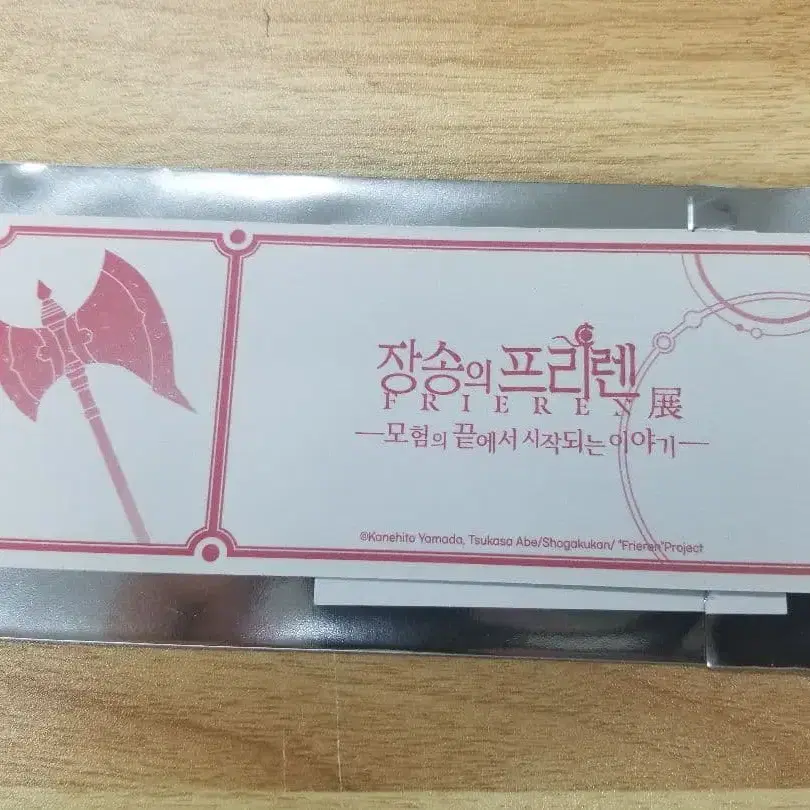 장송의 프리렌
FRIEREN 展
—모험의 끝에서 시작되는 이야기—
©Kanehito Yamada, Tsukasa Abe/Shogakukan/ "Frieren"Project